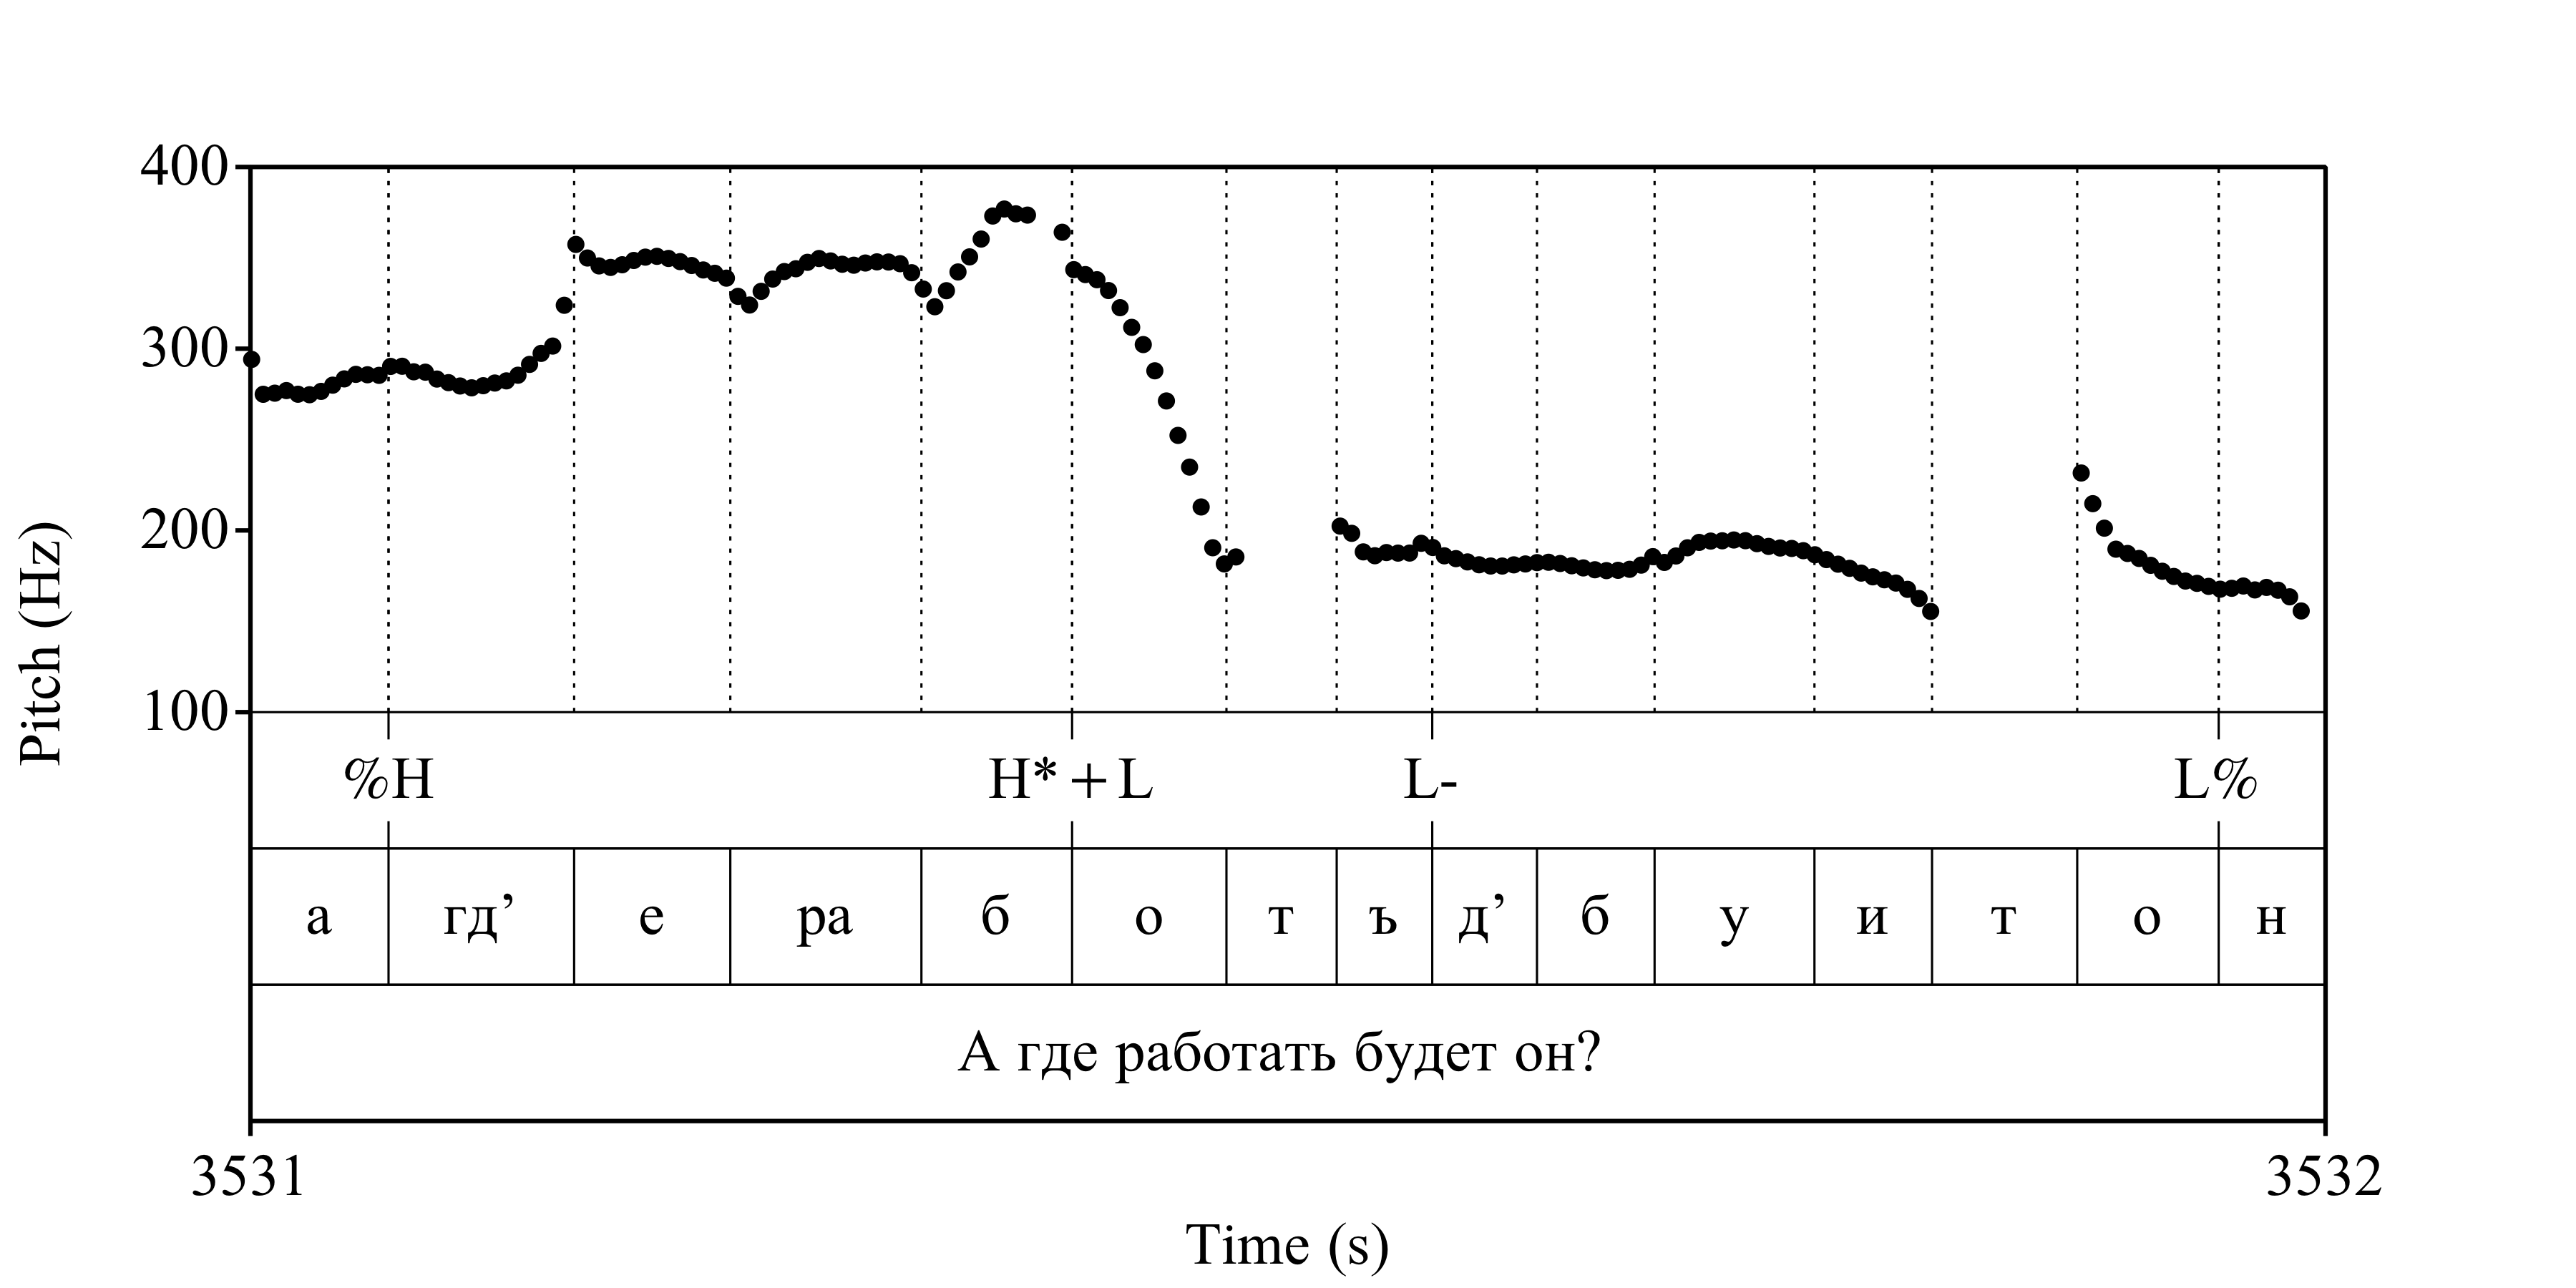 400
300
200
100
Pitch (Hz)
%H H*+L L- L%
а гд’ е ра б о т ъ д’ б у и т о н
А где работать будет он?
3531 3532
Time (s)